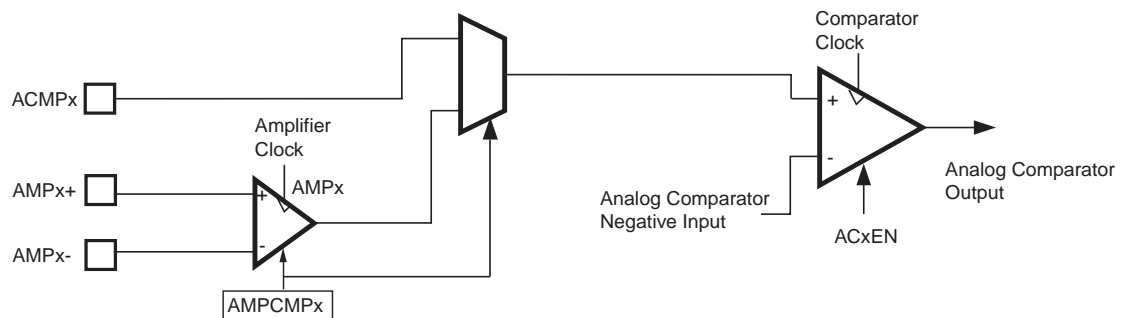 Comparator
Clock
ACMPx
+
Amplifier
Clock
AMPx
AMPx+
+
-
Analog Comparator
Output
Analog Comparator
Negative Input
AMPx-
-
ACxEN
AMPCMPx